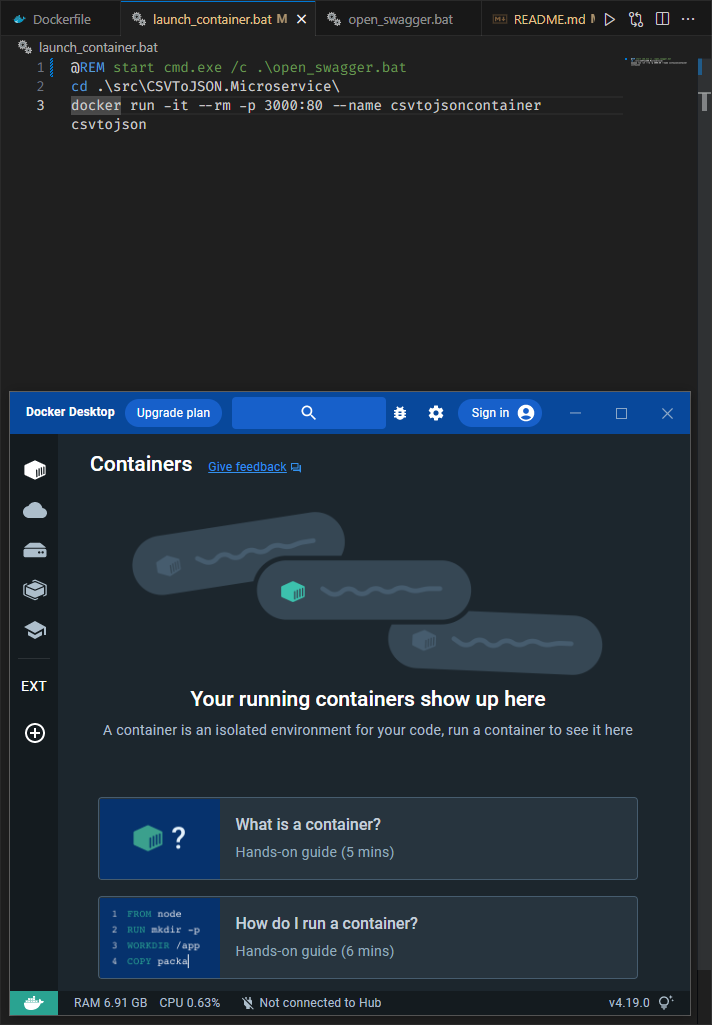 Dockerfile
launch_container.bat M
open_swagger.bat
README.md
launch_container.bat
1 @REM start cmd.exe /c .\open_swagger.bat
2 cd .\src\CSVToJSON.Microservice\
3 docker run -it --rm -p 3000:80 --name csvtojsoncontainer
csvtojson
Docker Desktop
Upgrade plan
Sign in
Containers
Give feedback
EXT
Your running containers show up here
A container is an isolated environment for your code, run a container to see it here
?
What is a container?
Hands-on guide (5 mins)
1 FROM node
2 RUN mkdir -p
3 WORKDIR /app
4 COPY packa
How do I run a container?
Hands-on guide (6 mins)
RAM 6.91 GB CPU 0.63% Not connected to Hub v4.19.0